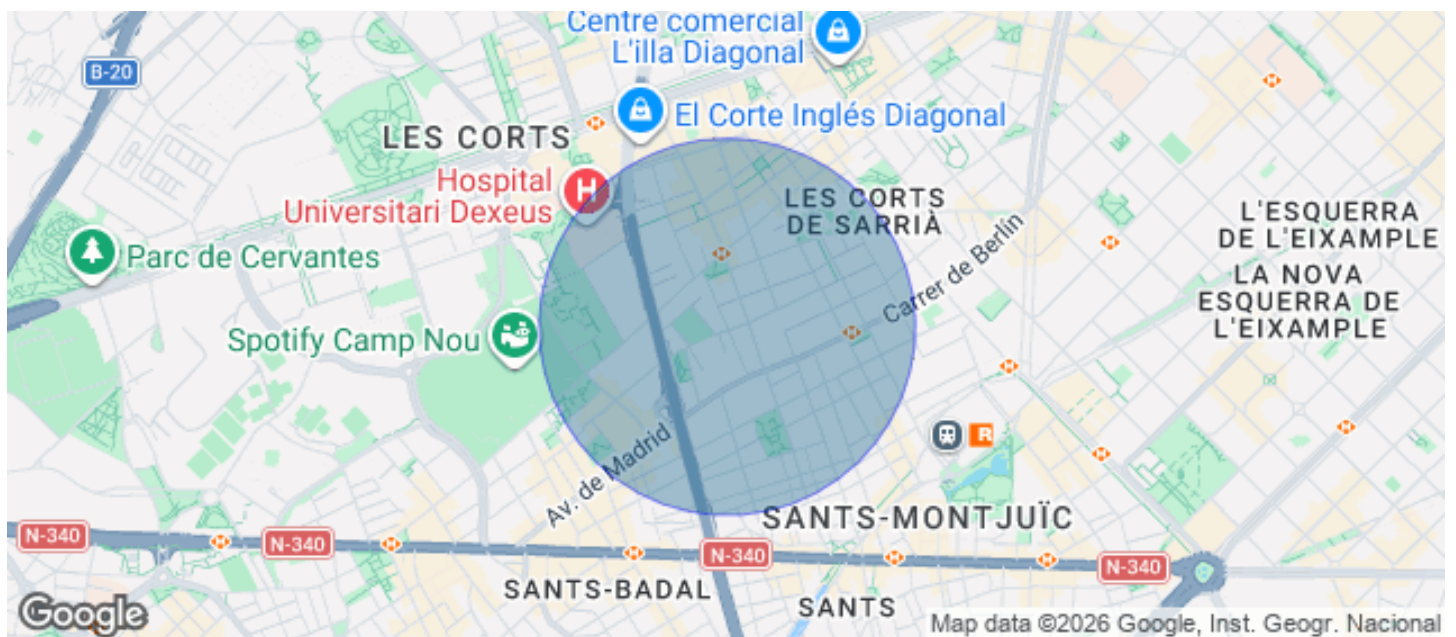 Centre comercial
L'illa Diagonal
B-20
El Corte Inglés Diagonal
LES CORTS
Hospital
Universitari Dexeus
H
LES CORTS
DE SARRIÀ
L'ESQUERRA
DE L'EIXAMPLE
Parc de Cervantes
Carrer de Berlín
LA NOVA
ESQUERRA DE
L'EIXAMPLE
Spotify Camp Nou
R
Av. de Madrid
SANTS-MONTJUÏC
N-340
N-340
N-340
N-340
SANTS-BADAL
SANTS
Google
Map data ©2026 Google, Inst. Geogr. Nacional